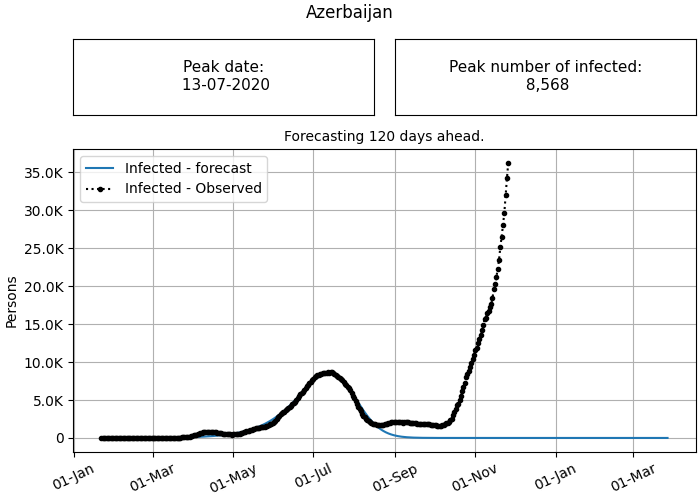 Azerbaijan
Peak date:
13-07-2020
Peak number of infected:
8,568
Forecasting 120 days ahead.
Infected - forecast
Infected - Observed
35.0K
30.0K
25.0K
20.0K
15.0K
10.0K
5.0K
0
Persons
01-Jan
01-Mar
01-May
01-Jul
01-Sep
01-Nov
01-Jan
01-Mar